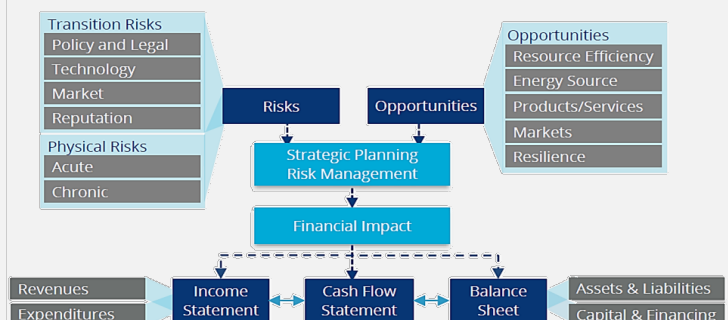 Transition Risks
Policy and Legal
Technology
Market
Reputation
Physical Risks
Acute
Chronic
Risks
Opportunities
Opportunities
Resource Efficiency
Energy Source
Products/Services
Markets
Resilience
Strategic Planning
Risk Management
Financial Impact
Revenues
Expenditures
Income
Statement
Cash Flow
Statement
Balance
Sheet
Assets & Liabilities
Capital & Financing